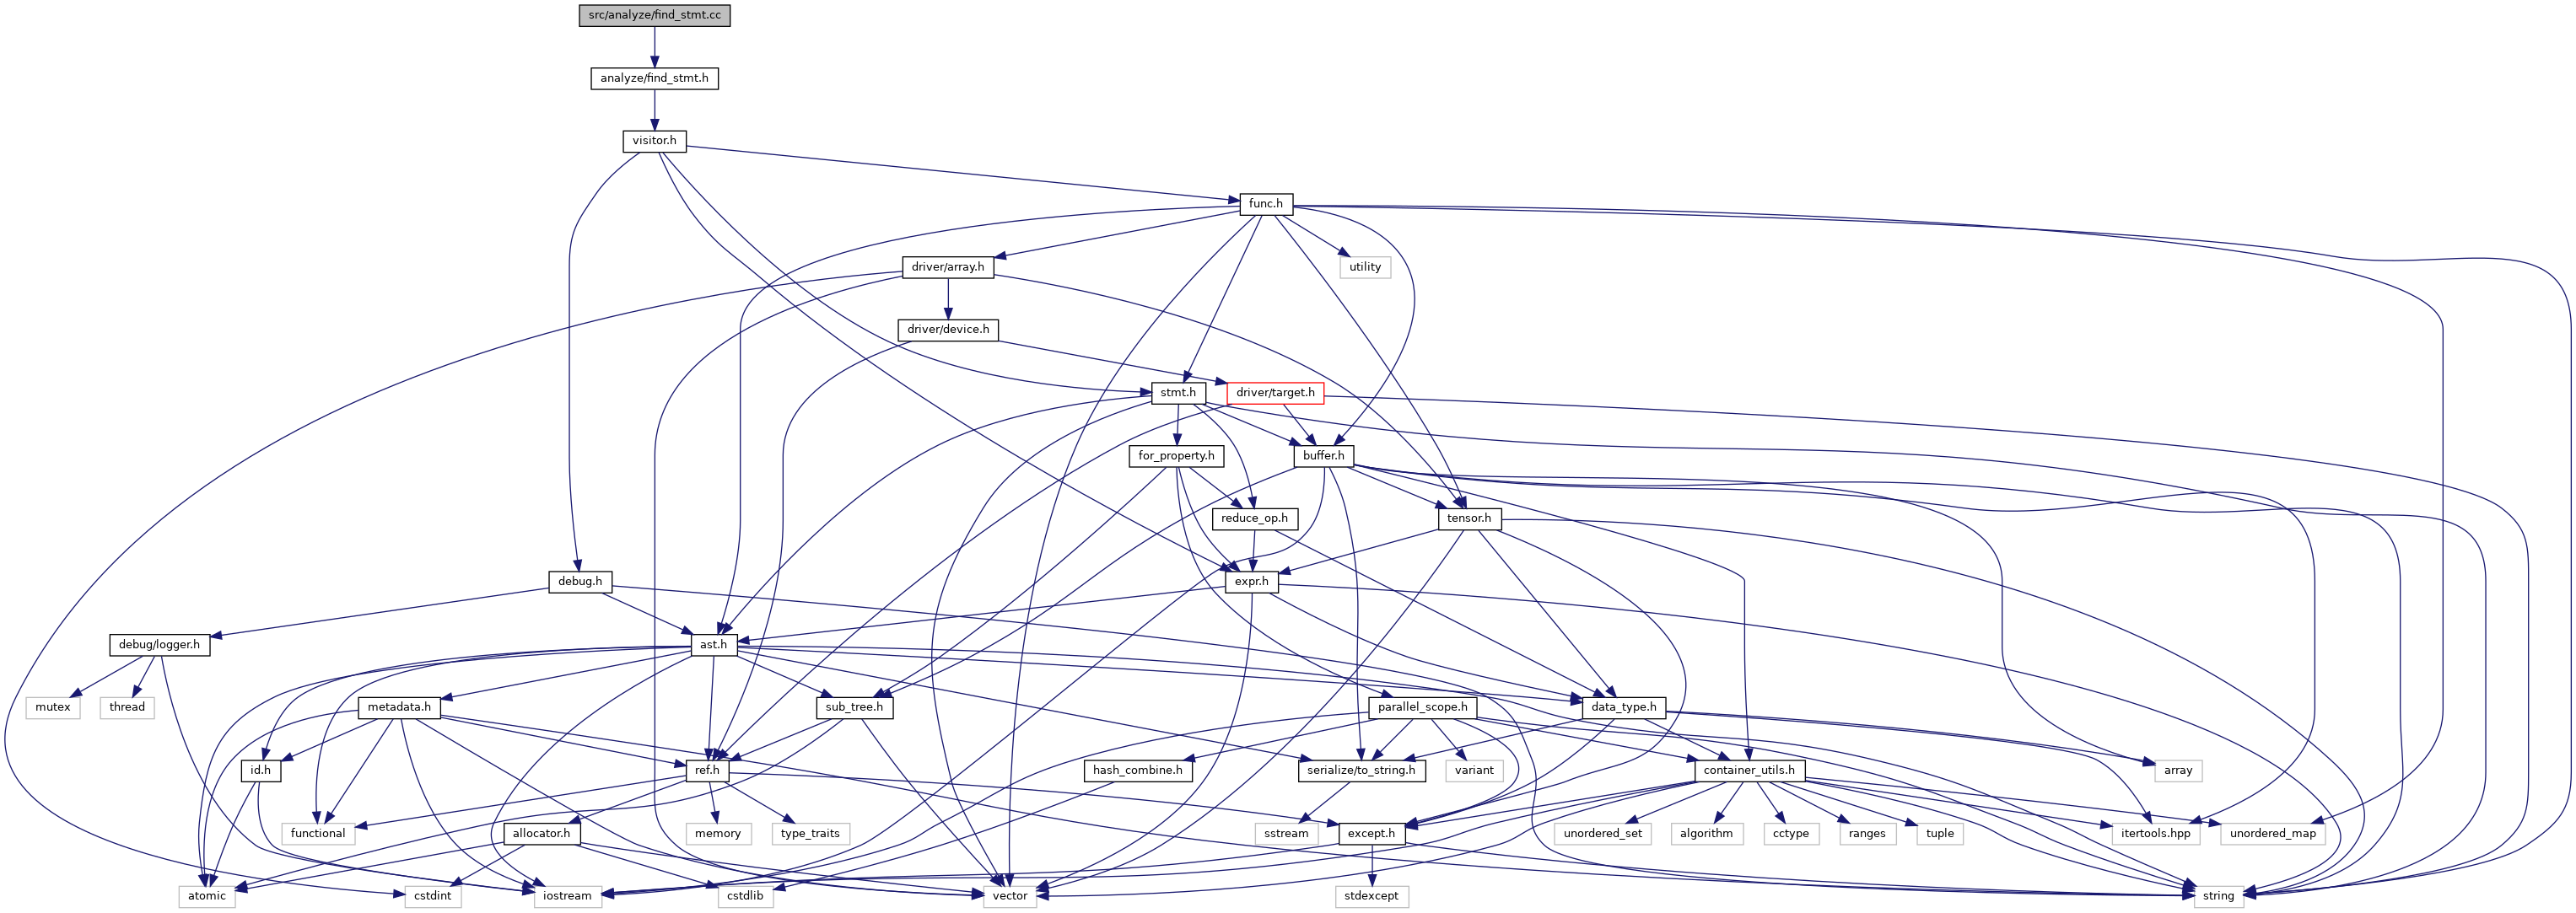 src/analyze/find_stmt.cc
analyze/find_stmt.h
visitor.h
func.h
driver/array.h
utility
driver/device.h
stmt.h
driver/target.h
for_property.h
buffer.h
reduce_op.h
tensor.h
debug.h
expr.h
debug/logger.h
ast.h
mutex
thread
metadata.h
sub_tree.h
parallel_scope.h
data_type.h
id.h
ref.h
hash_combine.h
serialize/to_string.h
variant
container_utils.h
array
functional
allocator.h
memory
type_traits
sstream
except.h
unordered_set
algorithm
cctype
ranges
tuple
itertools.hpp
unordered_map
atomic
cstdint
iostream
cstdlib
vector
stdexcept
string